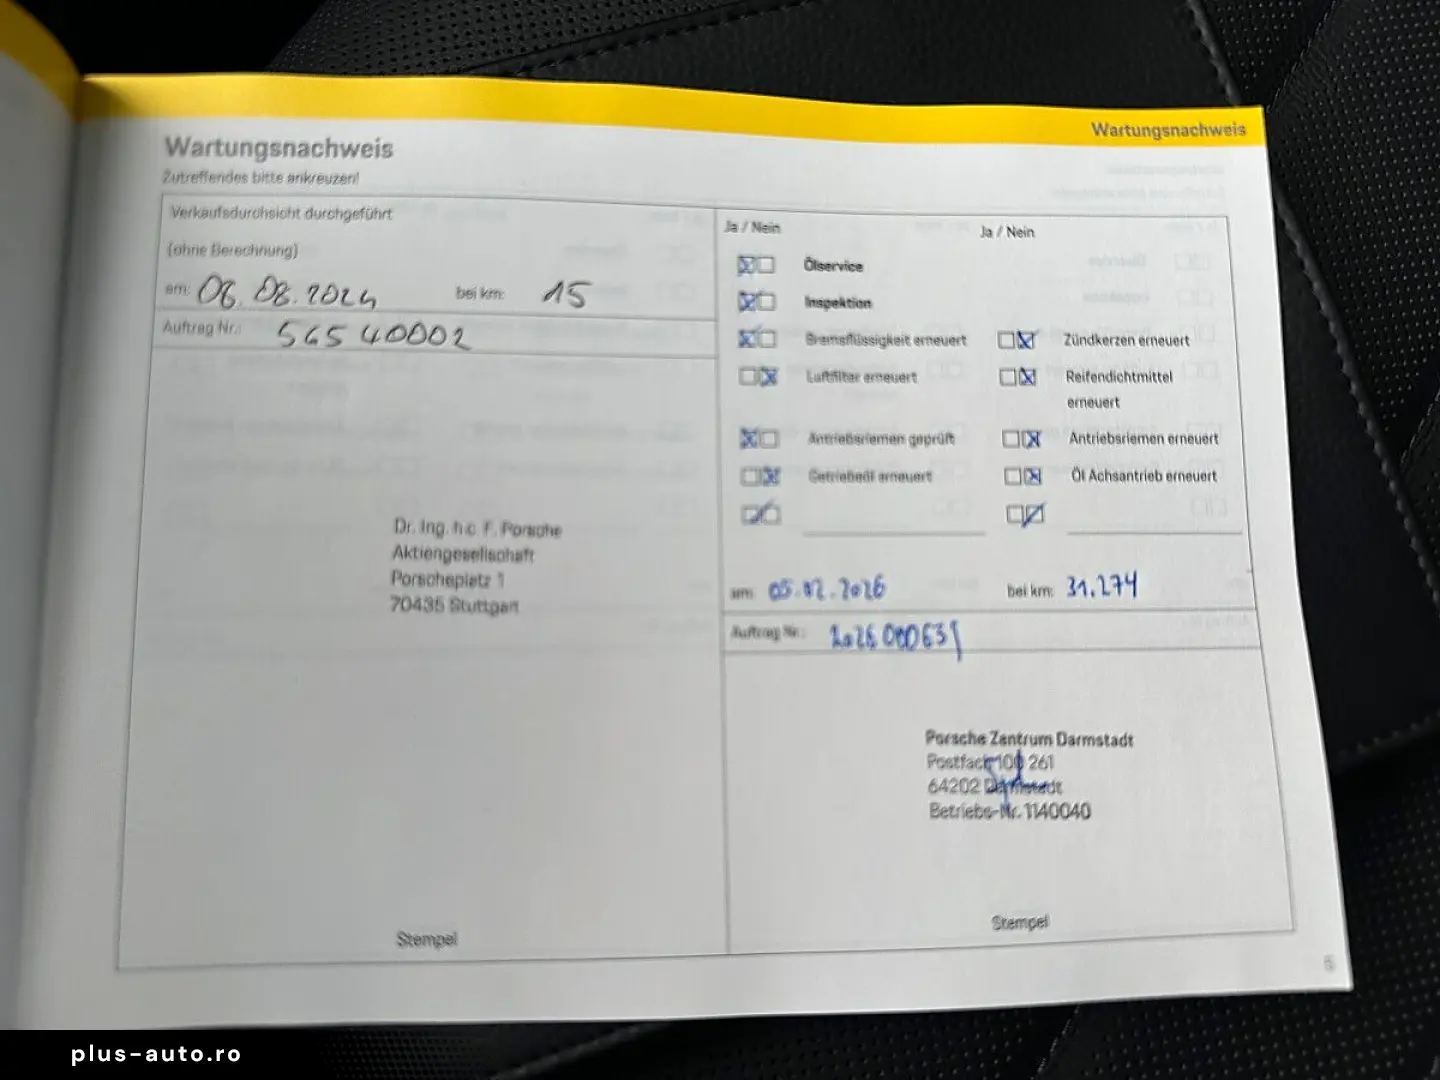 Wartungsnachweis
Wartungsnachweis
Zutreffendes bitte ankreuzen!
Verkaufsdurchsicht durchgeführt
(ohne Berechnung)
am: 08.08.2024 bei km: 15
Auftrag Nr.: 56540002
Dr. Ing. h.c. F. Porsche
Aktiengesellschaft
Porscheplatz 1
70435 Stuttgart
Stempel
Ja / Nein Ja / Nein
Ölservice
Inspektion
Bremsflüssigkeit erneuert Zündkerzen erneuert
Luftfilter erneuert Reifendichtmittel
erneuert
Antriebsriemen geprüft Antriebsriemen erneuert
Getriebeöl erneuert Öl Achsantrieb erneuert
am: 05.02.2026 bei km: 31.274
Auftrag Nr.:
Porsche Zentrum Darmstadt
Postfach 100 261
64202 Darmstadt
Betriebs-Nr. 1140040
Stempel
5
plus-auto.ro